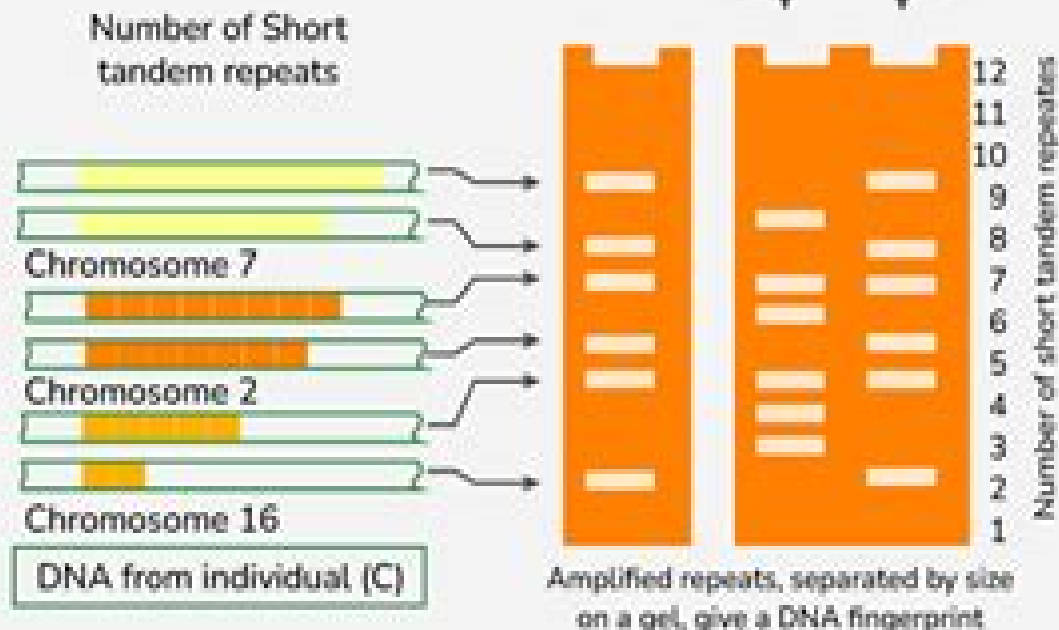 Number of Short
tandem repeats
Chromosome 7
Chromosome 2
Chromosome 16
DNA from individual (C)
12
11
10
9
8
7
6
5
4
3
2
1
Number of short tandem repeates
Amplified repeats, separated by size
on a gel, give a DNA fingerprint